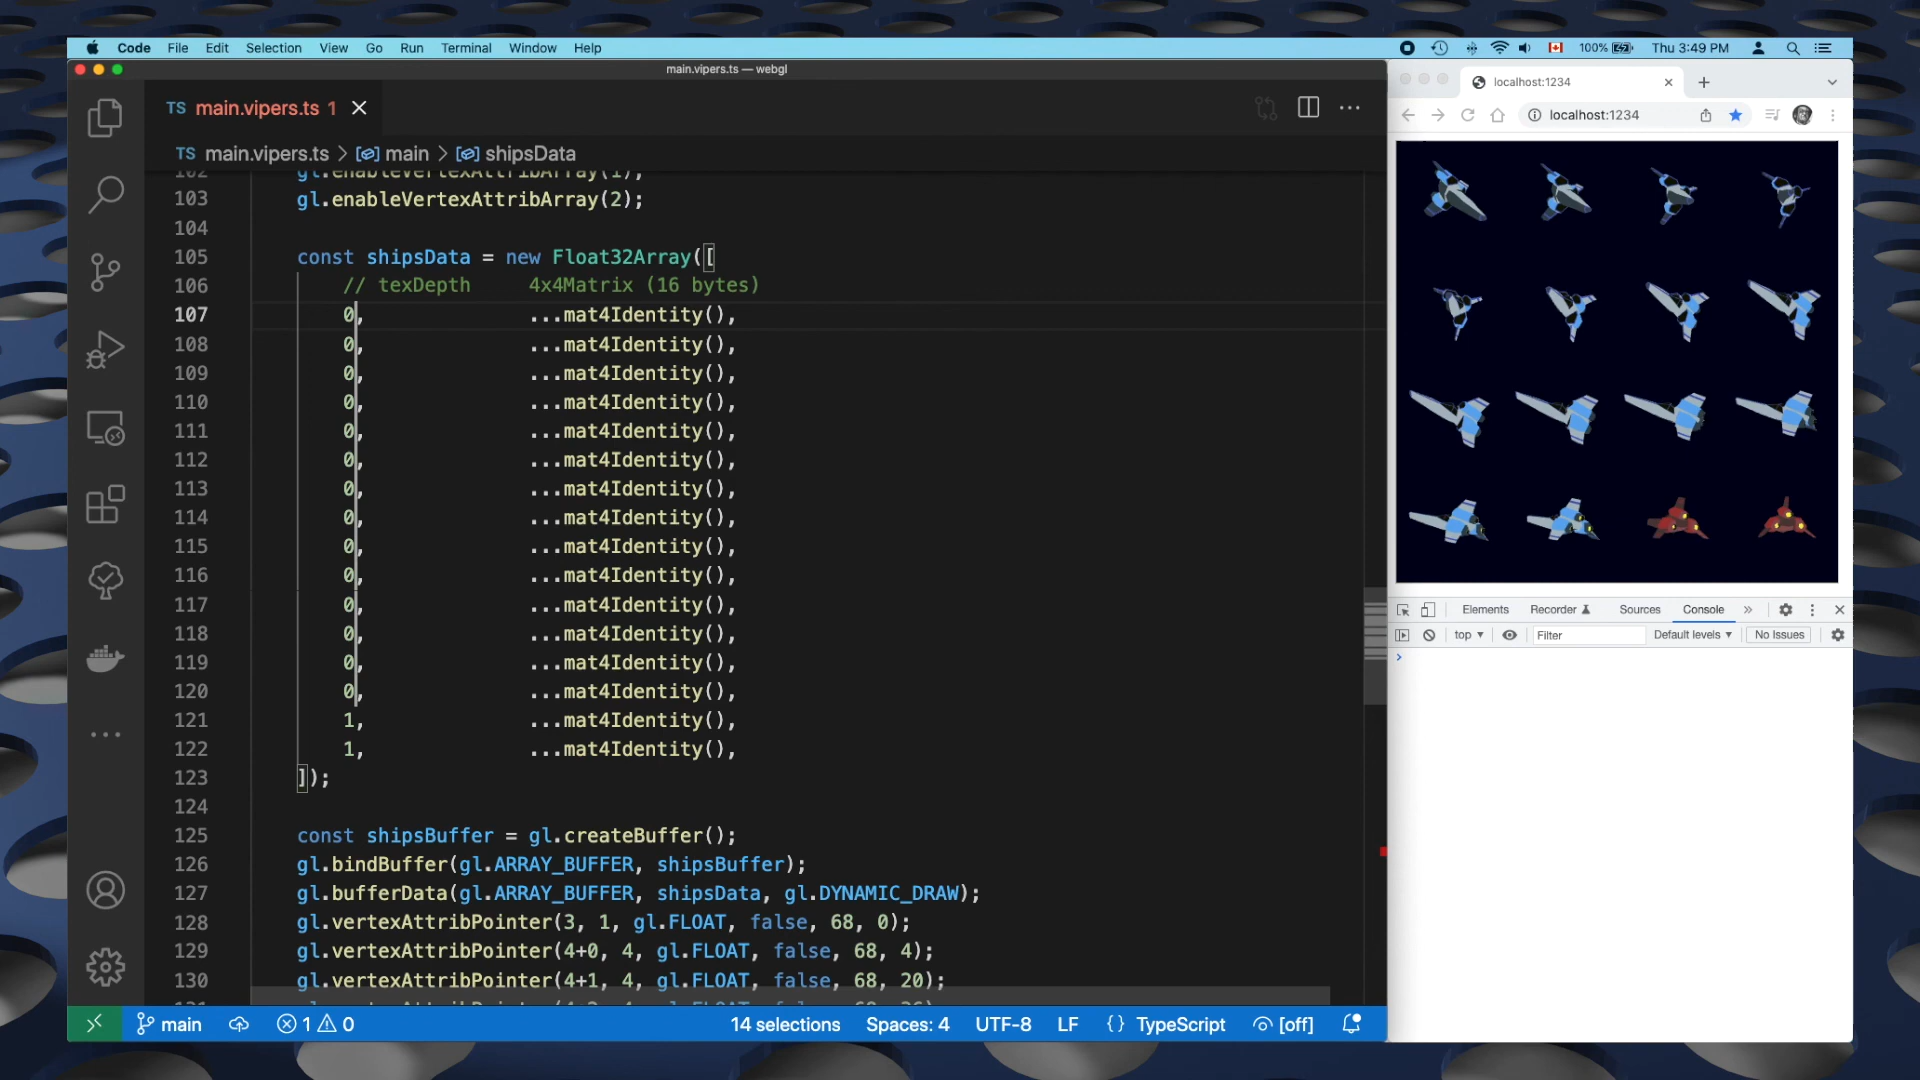 Code File Edit Selection View Go Run Terminal Window Help
100% Thu 3:49 PM
main.vipers.ts — webgl
TS main.vipers.ts 1
TS main.vipers.ts > main > shipsData
102 gl.enableVertexAttribArray(1);
103 gl.enableVertexAttribArray(2);
104
105 const shipsData = new Float32Array([
106 // texDepth 4x4Matrix (16 bytes)
107 0, ...mat4Identity(),
108 0, ...mat4Identity(),
109 0, ...mat4Identity(),
110 0, ...mat4Identity(),
111 0, ...mat4Identity(),
112 0, ...mat4Identity(),
113 0, ...mat4Identity(),
114 0, ...mat4Identity(),
115 0, ...mat4Identity(),
116 0, ...mat4Identity(),
117 0, ...mat4Identity(),
118 0, ...mat4Identity(),
119 0, ...mat4Identity(),
120 0, ...mat4Identity(),
121 1, ...mat4Identity(),
122 1, ...mat4Identity(),
123 ]);
124
125 const shipsBuffer = gl.createBuffer();
126 gl.bindBuffer(gl.ARRAY_BUFFER, shipsBuffer);
127 gl.bufferData(gl.ARRAY_BUFFER, shipsData, gl.DYNAMIC_DRAW);
128 gl.vertexAttribPointer(3, 1, gl.FLOAT, false, 68, 0);
129 gl.vertexAttribPointer(4+0, 4, gl.FLOAT, false, 68, 4);
130 gl.vertexAttribPointer(4+1, 4, gl.FLOAT, false, 68, 20);
main 1 0 14 selections Spaces: 4 UTF-8 LF {} TypeScript [off]
localhost:1234
localhost:1234
Elements Recorder Sources Console »
top Filter Default levels No Issues